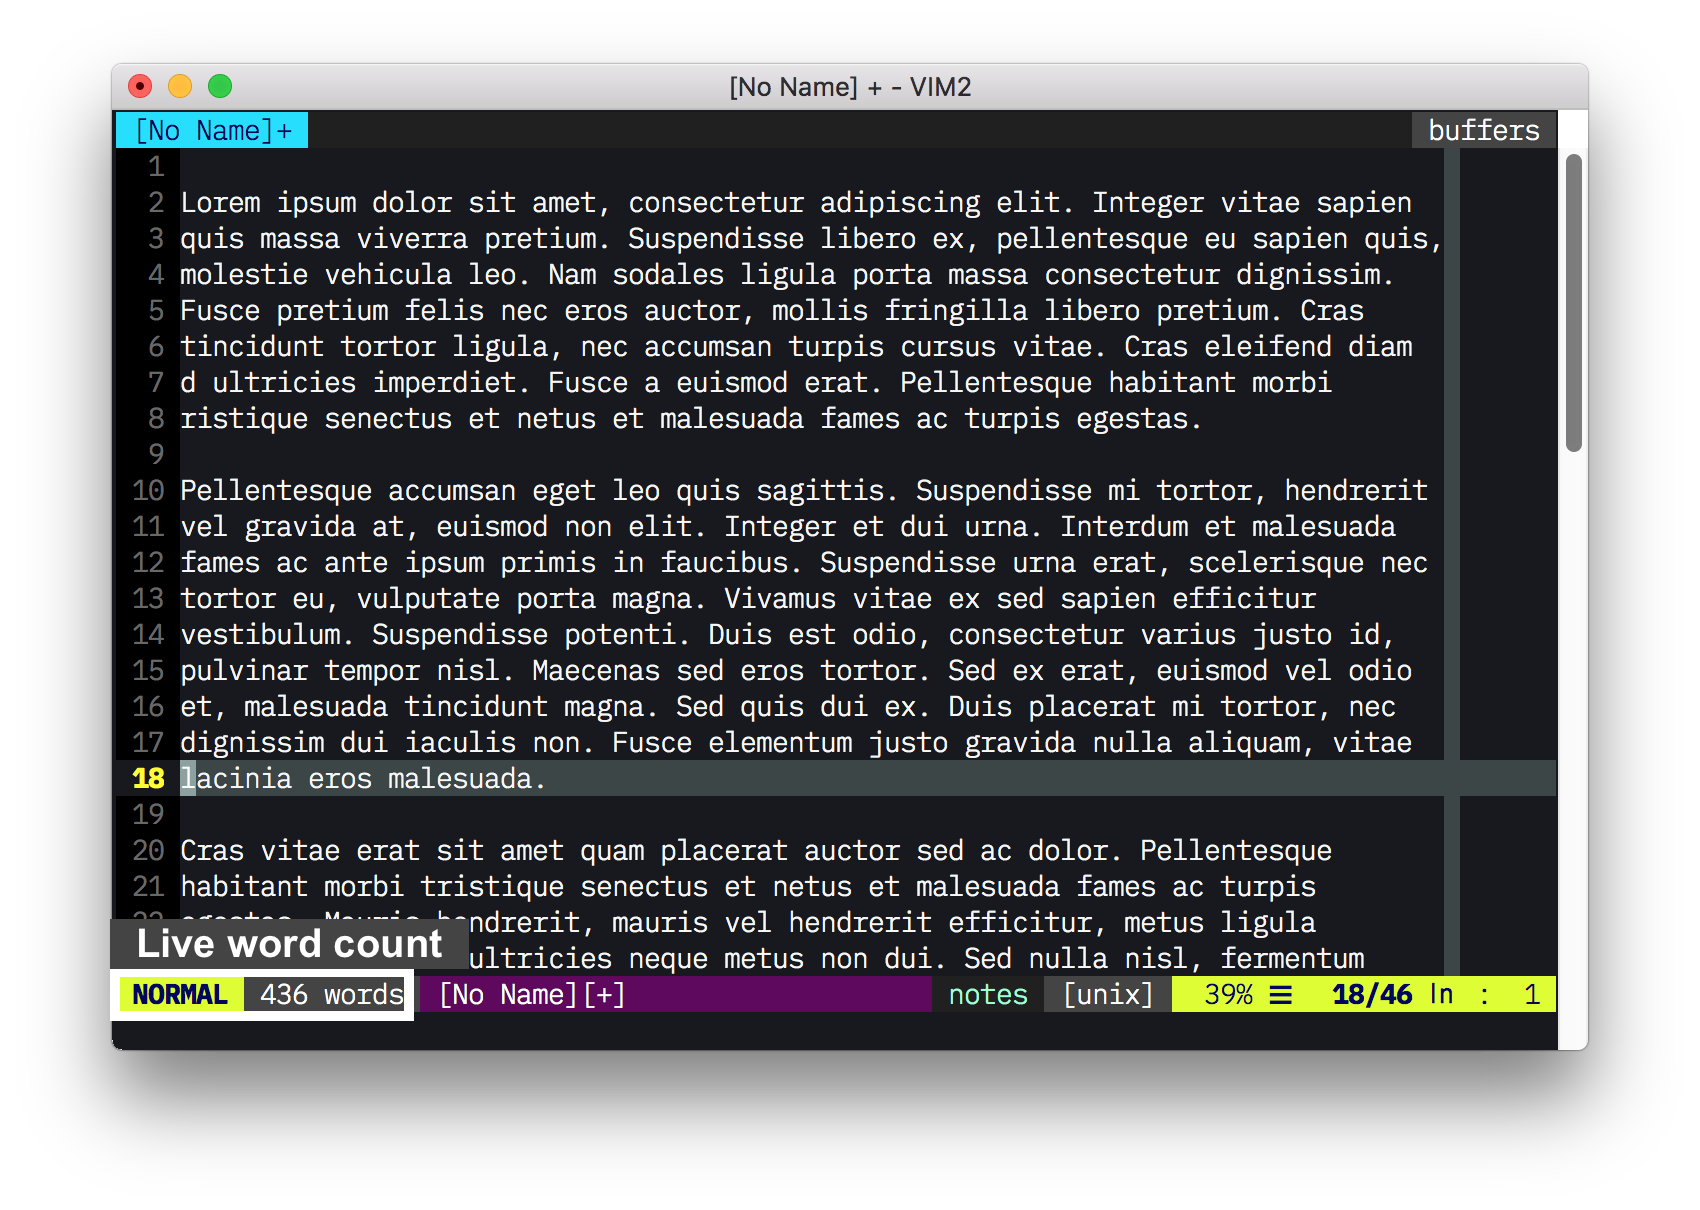 [No Name] + - VIM2
[No Name]+ buffers
1
2 Lorem ipsum dolor sit amet, consectetur adipiscing elit. Integer vitae sapien
3 quis massa viverra pretium. Suspendisse libero ex, pellentesque eu sapien quis,
4 molestie vehicula leo. Nam sodales ligula porta massa consectetur dignissim.
5 Fusce pretium felis nec eros auctor, mollis fringilla libero pretium. Cras
6 tincidunt tortor ligula, nec accumsan turpis cursus vitae. Cras eleifend diam
7 d ultricies imperdiet. Fusce a euismod erat. Pellentesque habitant morbi
8 ristique senectus et netus et malesuada fames ac turpis egestas.
9
10 Pellentesque accumsan eget leo quis sagittis. Suspendisse mi tortor, hendrerit
11 vel gravida at, euismod non elit. Integer et dui urna. Interdum et malesuada
12 fames ac ante ipsum primis in faucibus. Suspendisse urna erat, scelerisque nec
13 tortor eu, vulputate porta magna. Vivamus vitae ex sed sapien efficitur
14 vestibulum. Suspendisse potenti. Duis est odio, consectetur varius justo id,
15 pulvinar tempor nisl. Maecenas sed eros tortor. Sed ex erat, euismod vel odio
16 et, malesuada tincidunt magna. Sed quis dui ex. Duis placerat mi tortor, nec
17 dignissim dui iaculis non. Fusce elementum justo gravida nulla aliquam, vitae
18 lacinia eros malesuada.
19
20 Cras vitae erat sit amet quam placerat auctor sed ac dolor. Pellentesque
21 habitant morbi tristique senectus et netus et malesuada fames ac turpis
hendrerit, mauris vel hendrerit efficitur, metus ligula
Live word count
ultricies neque metus non dui. Sed nulla nisl, fermentum
NORMAL 436 words [No Name][+] notes [unix] 39% ☰ 18/46 ln : 1